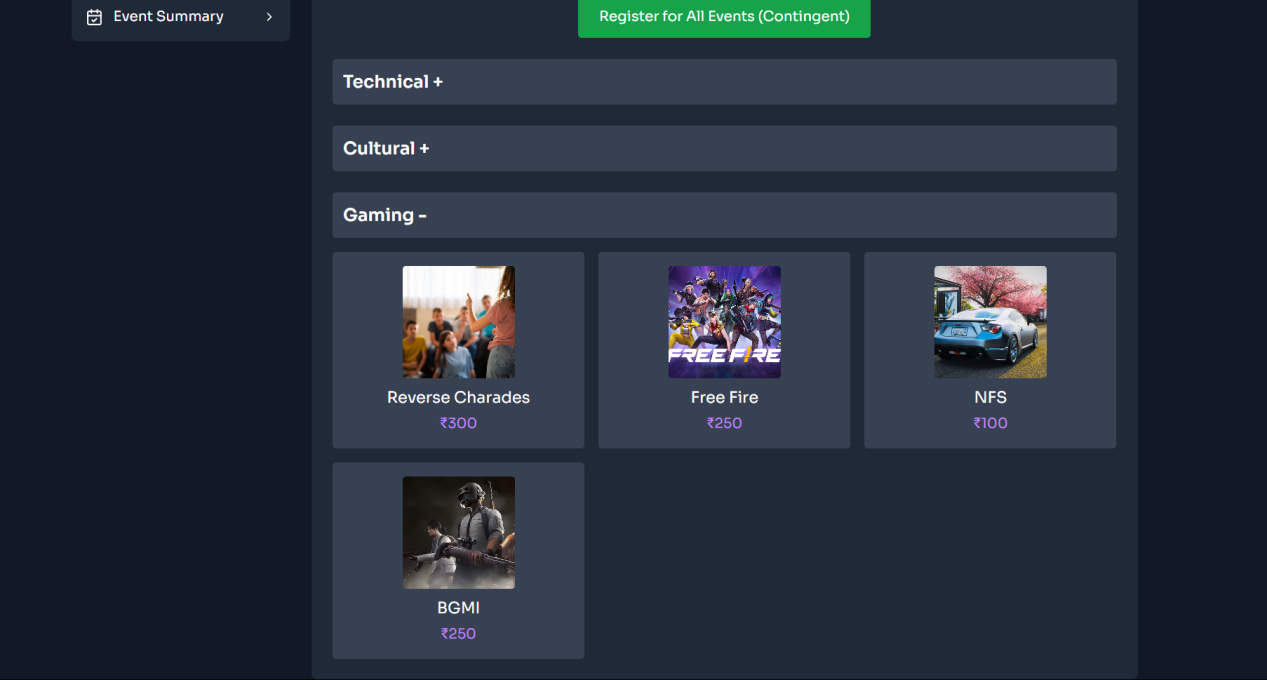 Event Summary
Register for All Events (Contingent)
Technical +
Cultural +
Gaming -
FREE FIRE
Reverse Charades
Free Fire
NFS
₹300
₹250
₹100
BGMI
₹250